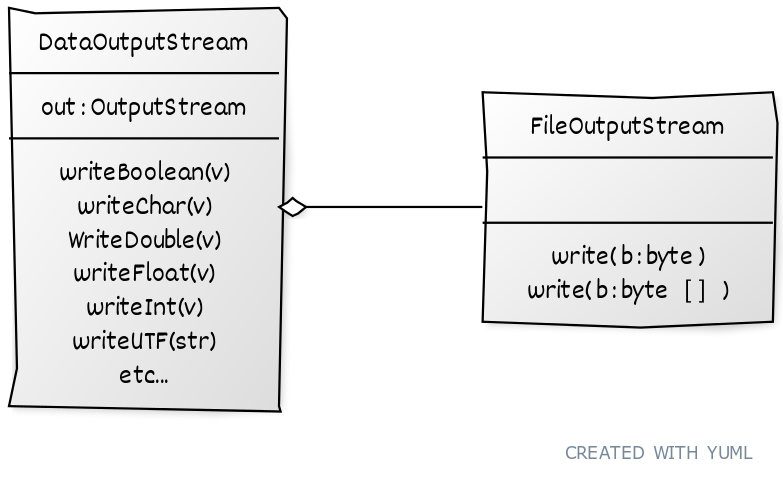 DataOutputStream
out : OutputStream
writeBoolean(v)
writeChar(v)
WriteDouble(v)
writeFloat(v)
writeInt(v)
writeUTF(str)
etc...
FileOutputStream
write( b : byte )
write( b : byte [ ] )
CREATED WITH YUML